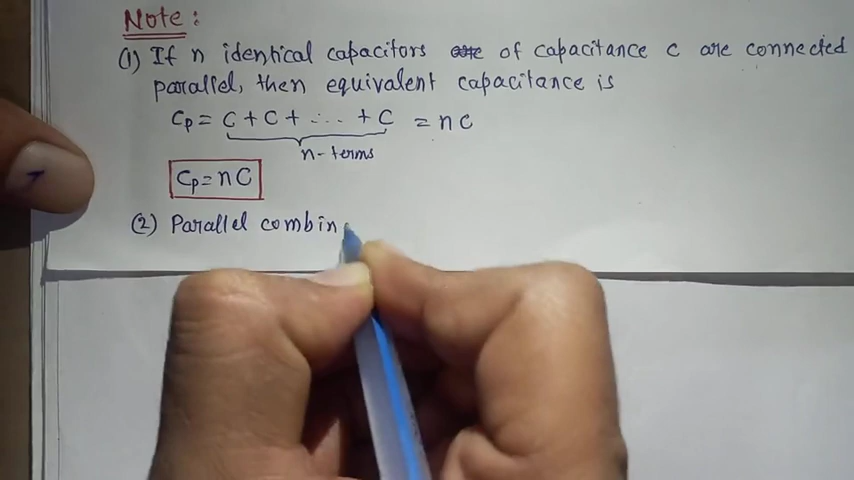 Note :
(1) If n identical capacitors of capacitance c are connected
parallel, then equivalent capacitance is
Cp = C + C + ... + C = nc
n-terms
Cp = nC
(2) Parallel combin